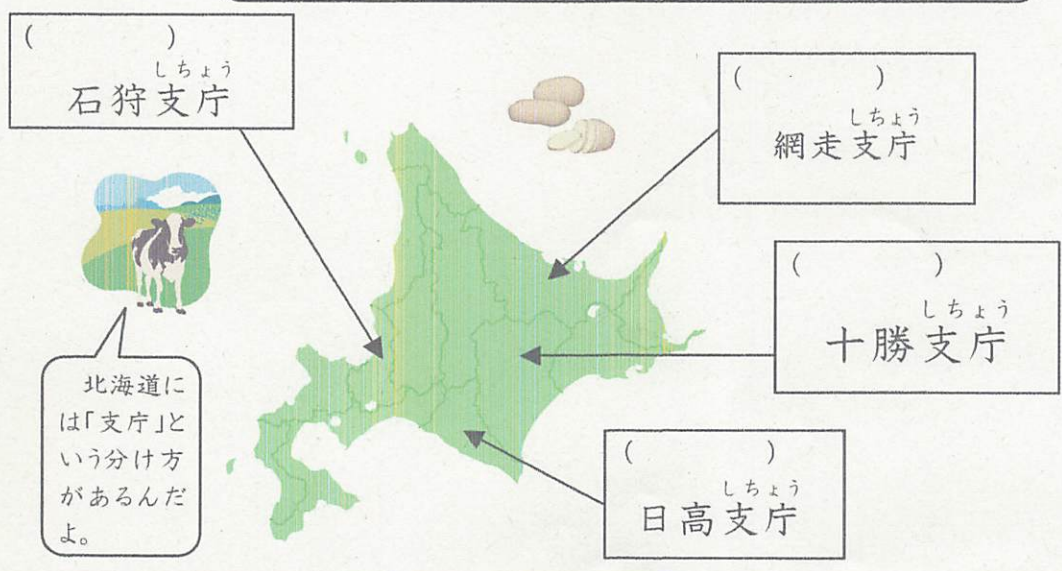 (　　　)
しちょう
石狩支庁
(　　　)
しちょう
網走支庁
(　　　)
しちょう
十勝支庁
(　　　)
しちょう
日高支庁
北海道に
は「支庁」と
いう分け方
があるんだ
よ。